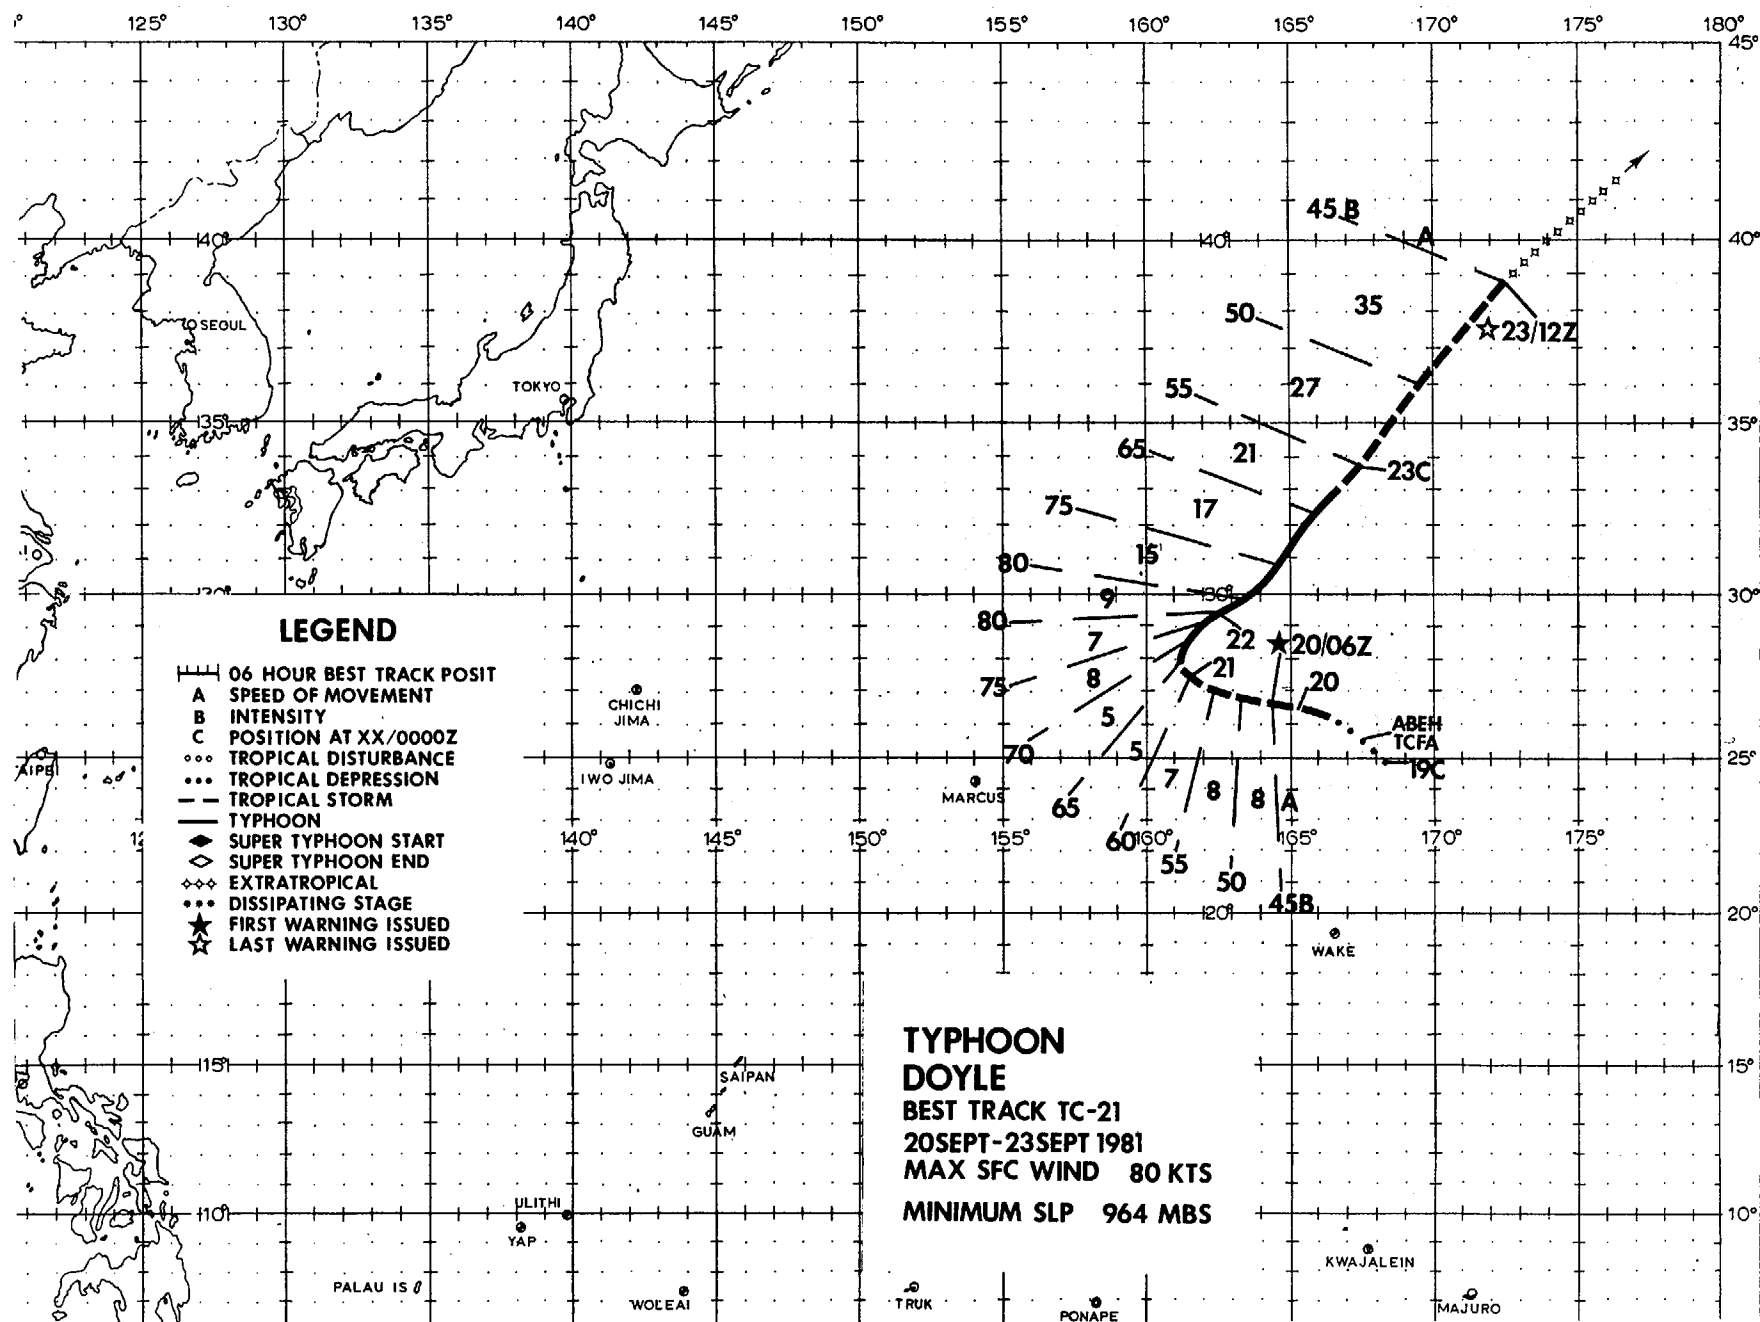 125° 130° 135° 140° 145° 150° 155° 160° 165° 170° 175° 180°
45°
45 B
A
40° 40° 40°
35
50
23/12Z
SEOUL
27
TOKYO
55
35° 35°
65
21
23C
17
75
15
80
9
30° 30°
80
7
22
20/06Z
21
75
8
20
5
ABEH
TCFA
70
5
25°
19C
7
8
8
A
65
60
55
50
45B
CHICHI
JIMA
IWO JIMA
MARCUS
LEGEND
06 HOUR BEST TRACK POSIT
A SPEED OF MOVEMENT
B INTENSITY
C POSITION AT XX/0000Z
TROPICAL DISTURBANCE
TROPICAL DEPRESSION
TROPICAL STORM
TYPHOON
SUPER TYPHOON START
SUPER TYPHOON END
EXTRATROPICAL
DISSIPATING STAGE
FIRST WARNING ISSUED
LAST WARNING ISSUED
140° 145° 150° 155° 160° 165° 170° 175°
20° 20°
WAKE
TYPHOON
DOYLE
BEST TRACK TC-21
20SEPT-23SEPT 1981
MAX SFC WIND 80 KTS
MINIMUM SLP 964 MBS
15° 15°
SAIPAN
GUAM
10° 10°
ULITHI
YAP
KWAJALEIN
PALAU IS
WOLEAI
TRUK
PONAPE
MAJURO